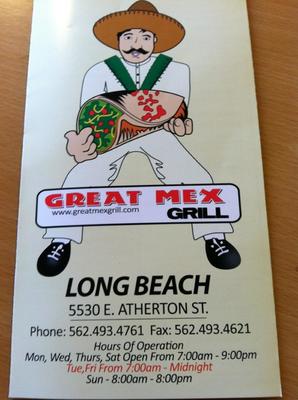 GREAT MEX
www.greatmexgrill.com
GRILL
LONG BEACH
5530 E. ATHERTON ST.
Phone: 562.493.4761 Fax: 562.493.4621
Hours Of Operation
Mon, Wed, Thurs, Sat Open From 7:00am - 9:00pm
Tue,Fri From 7:00am - Midnight
Sun - 8:00am - 8:00pm